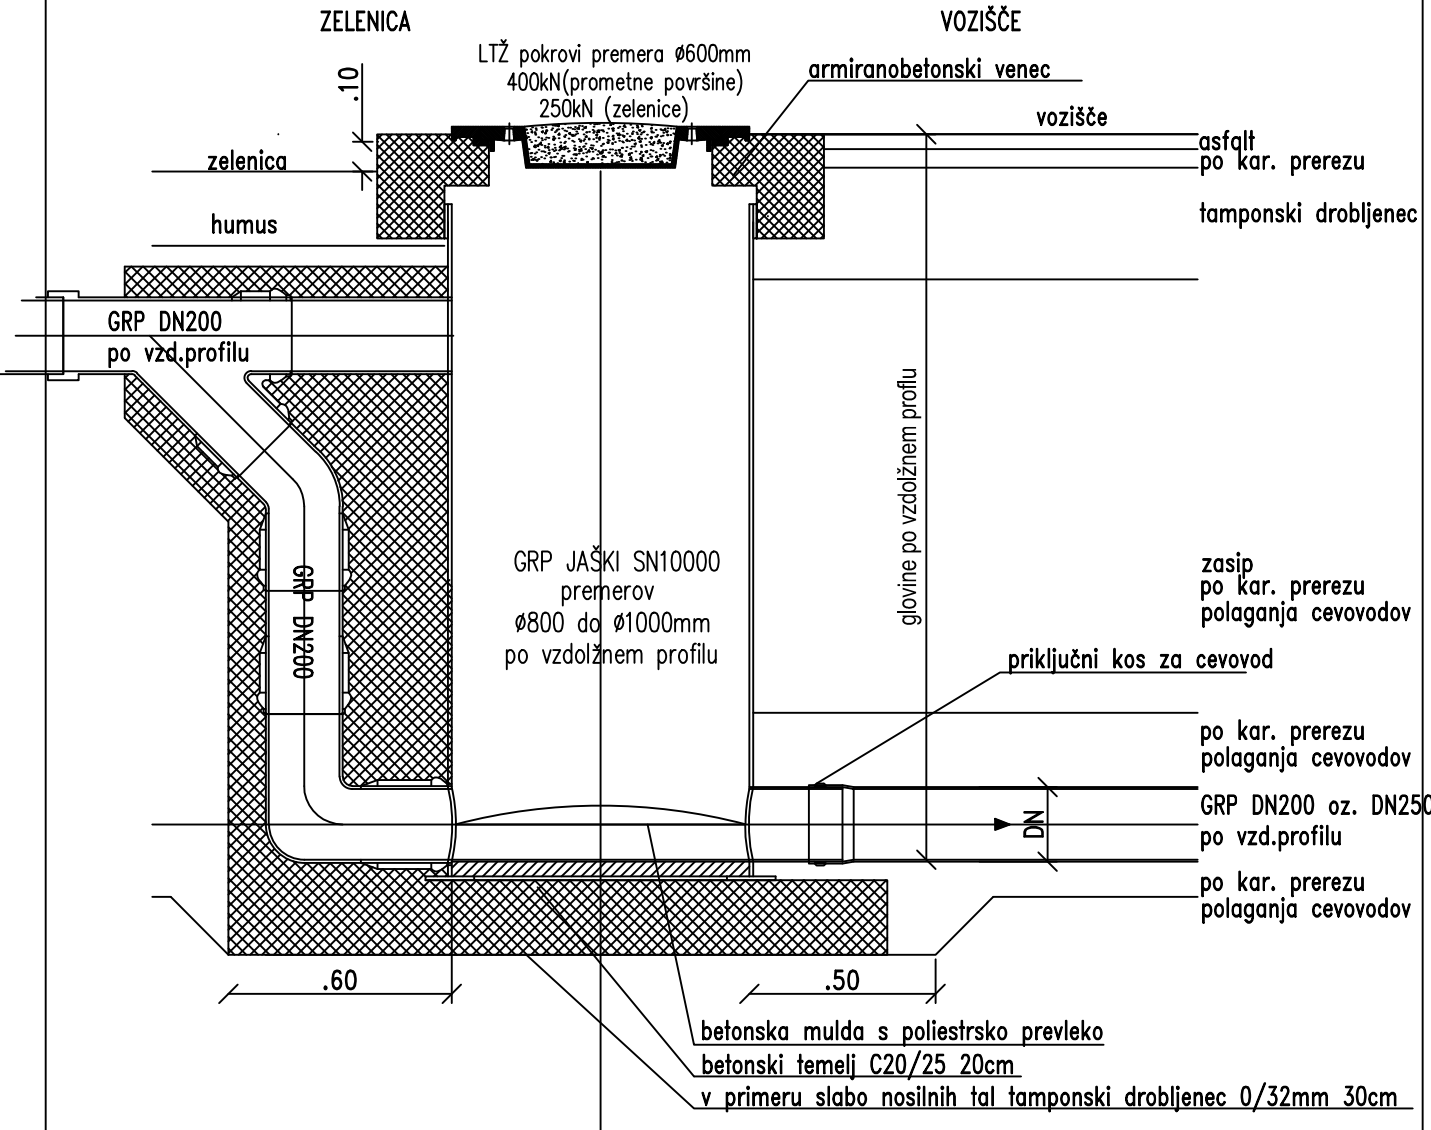 ZELENICA
VOZIŠČE
LTŽ pokrovi premera ø600mm
400kN(prometne površine)
250kN (zelenice)
armiranobetonski venec
.10
vozišče
asfalt
po kar. prerezu
zelenica
tamponski drobljenec
humus
GRP DN200
po vzd.profilu
glovine po vzdolžnem proflu
GRP JAŠKI SN10000
premerov
ø800 do ø1000mm
po vzdolžnem profilu
GRP DN200
zasip
po kar. prerezu
polaganja cevovodov
priključni kos za cevovod
po kar. prerezu
polaganja cevovodov
GRP DN200 oz. DN250
po vzd.profilu
DN
po kar. prerezu
polaganja cevovodov
.60
.50
betonska mulda s poliestrsko prevleko
betonski temelj C20/25 20cm
v primeru slabo nosilnih tal tamponski drobljenec 0/32mm 30cm